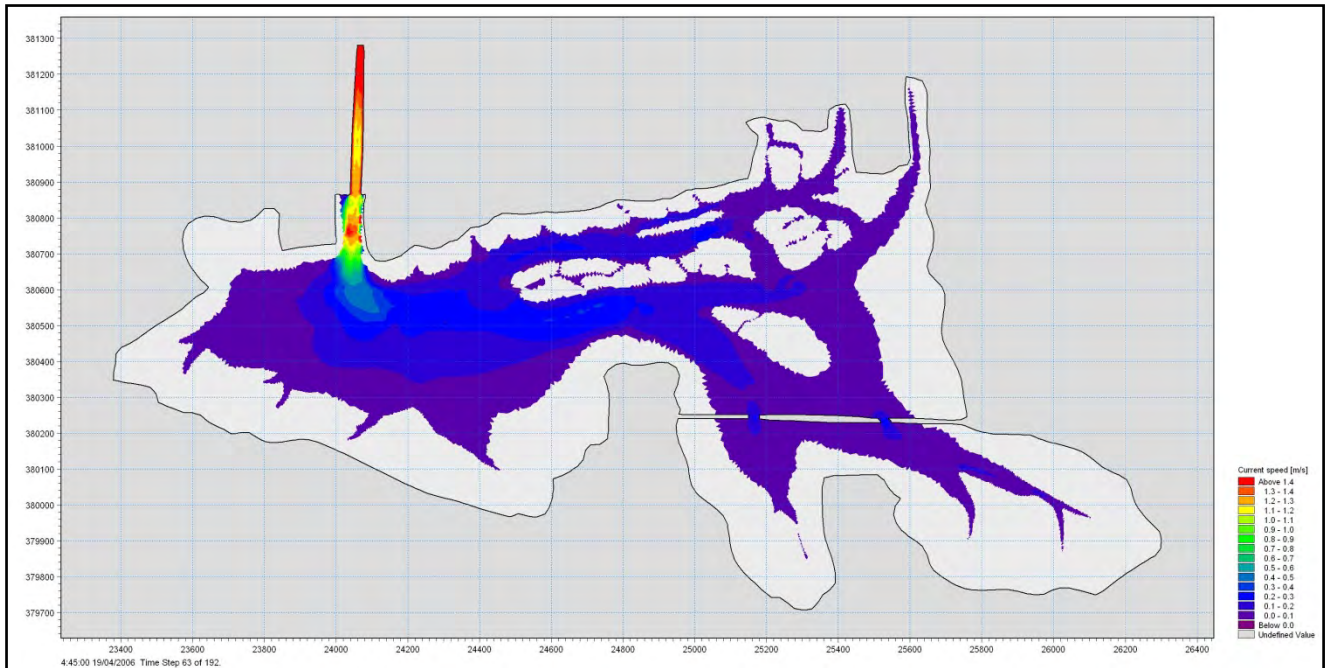 381300
381200
381100
381000
380900
380800
380700
380600
380500
380400
380300
380200
380100
380000
379900
379800
379700
23400 23600 23800 24000 24200 24400 24600 24800 25000 25200 25400 25600 25800 26000 26200 26400
4:45:00 19/04/2006 Time Step 63 of 192.
Current speed [m/s]
Above 1.4
1.3 - 1.4
1.2 - 1.3
1.1 - 1.2
1.0 - 1.1
0.9 - 1.0
0.8 - 0.9
0.7 - 0.8
0.6 - 0.7
0.5 - 0.6
0.4 - 0.5
0.3 - 0.4
0.2 - 0.3
0.1 - 0.2
0.0 - 0.1
Below 0.0
Undefined Value